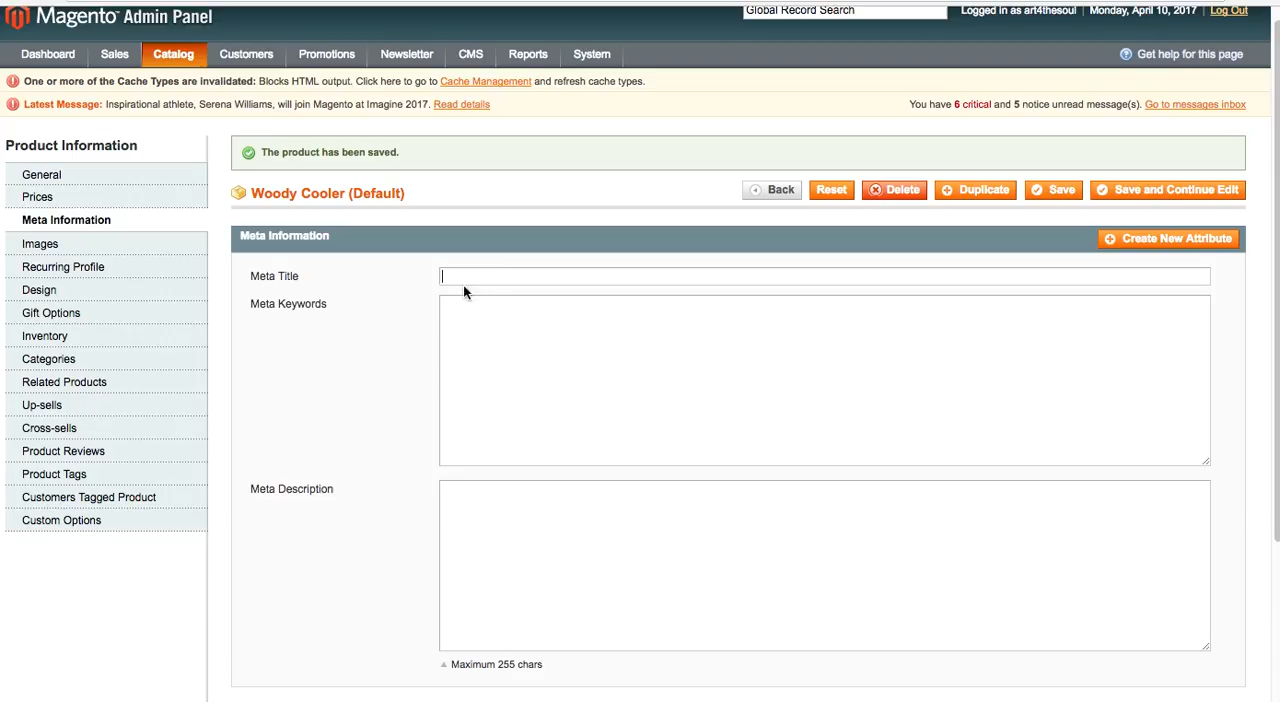 Magento Admin Panel
Global Record Search
Logged in as art4thesoul | Monday, April 10, 2017 | Log Out
Dashboard Sales Catalog Customers Promotions Newsletter CMS Reports System Get help for this page
One or more of the Cache Types are invalidated: Blocks HTML output. Click here to go to Cache Management and refresh cache types.
Latest Message: Inspirational athlete, Serena Williams, will join Magento at Imagine 2017. Read details You have 6 critical and 5 notice unread message(s). Go to messages inbox
Product Information
General
Prices
Meta Information
Images
Recurring Profile
Design
Gift Options
Inventory
Categories
Related Products
Up-sells
Cross-sells
Product Reviews
Product Tags
Customers Tagged Product
Custom Options
The product has been saved.
Woody Cooler (Default)
Back Reset Delete Duplicate Save Save and Continue Edit
Meta Information
Create New Attribute
Meta Title
Meta Keywords
Meta Description
Maximum 255 chars